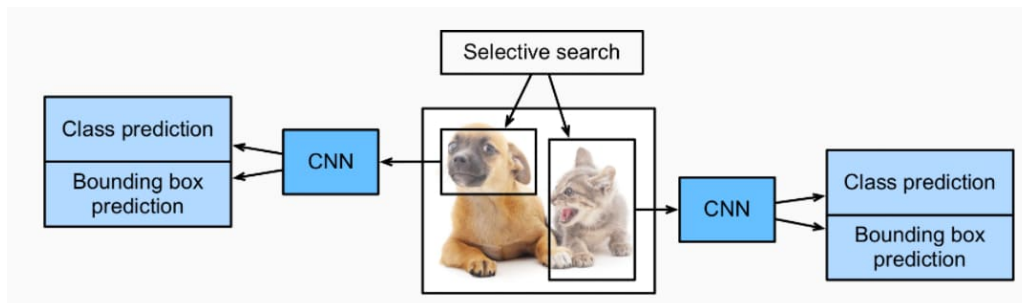 Selective search
Class prediction
Bounding box
prediction
CNN
CNN
Class prediction
Bounding box
prediction